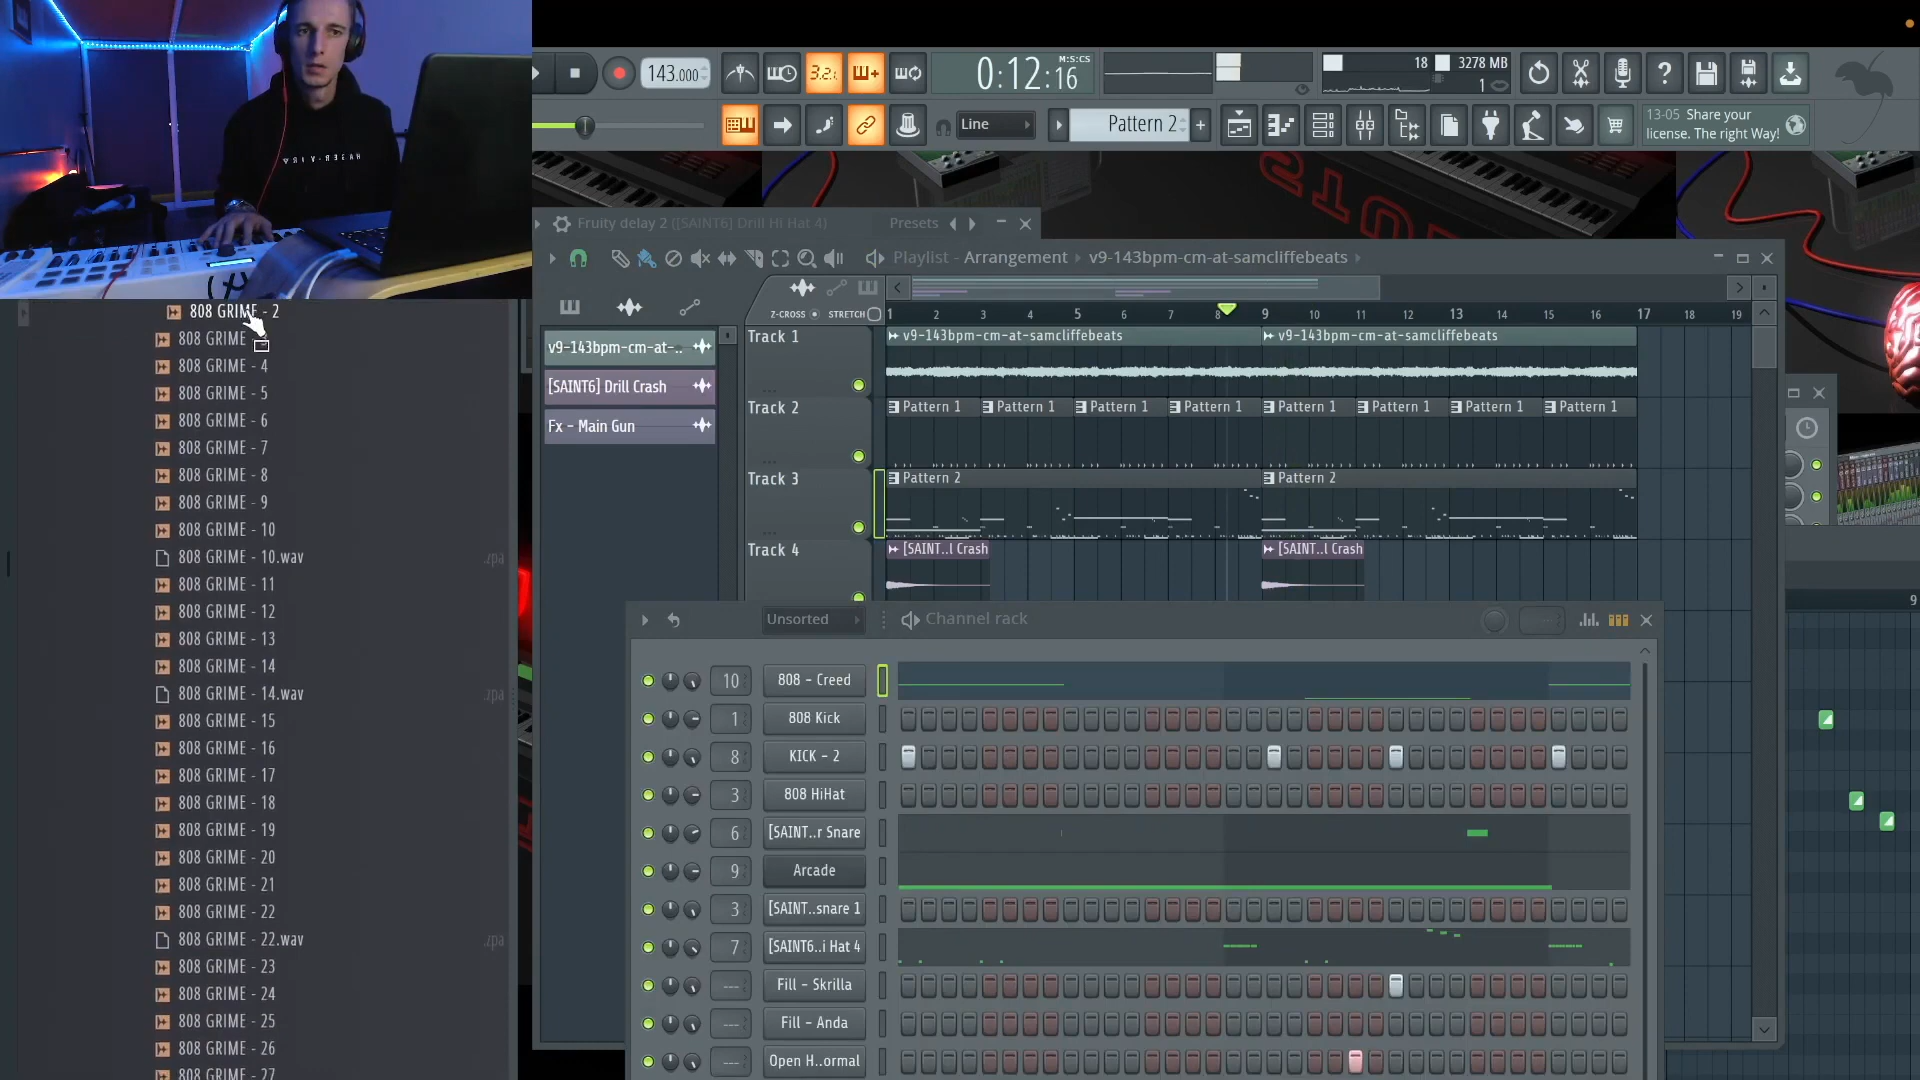 143.000
3.2
0:12:16
M:S:CS
18
3278 MB
1
Line
Pattern 2
+
13-05 Share your
license. The right Way!
Fruity delay 2 ([SAINT6] Drill Hi Hat 4)
Presets
Playlist - Arrangement
v9-143bpm-cm-at-samcliffebeats
Z-CROSS
STRETCH
1 2 3 4 5 6 7 8 9 10 11 12 13 14 15 16 17 18 19
v9-143bpm-cm-at-..
[SAINT6] Drill Crash
Fx - Main Gun
Track 1
v9-143bpm-cm-at-samcliffebeats
v9-143bpm-cm-at-samcliffebeats
Track 2
Pattern 1
Pattern 1
Pattern 1
Pattern 1
Pattern 1
Pattern 1
Pattern 1
Pattern 1
Track 3
Pattern 2
Pattern 2
Track 4
[SAINT..l Crash
[SAINT..l Crash
808 GRIME - 2
808 GRIME
808 GRIME - 4
808 GRIME - 5
808 GRIME - 6
808 GRIME - 7
808 GRIME - 8
808 GRIME - 9
808 GRIME - 10
808 GRIME - 10.wav
.zpa
808 GRIME - 11
808 GRIME - 12
808 GRIME - 13
808 GRIME - 14
808 GRIME - 14.wav
.zpa
808 GRIME - 15
808 GRIME - 16
808 GRIME - 17
808 GRIME - 18
808 GRIME - 19
808 GRIME - 20
808 GRIME - 21
808 GRIME - 22
808 GRIME - 22.wav
.zpa
808 GRIME - 23
808 GRIME - 24
808 GRIME - 25
808 GRIME - 26
808 GRIME - 27
Unsorted
Channel rack
10 808 - Creed
1 808 Kick
8 KICK - 2
3 808 HiHat
6 [SAINT..r Snare
9 Arcade
3 [SAINT..snare 1
7 [SAINT6..i Hat 4
--- Fill - Skrilla
--- Fill - Anda
--- Open H..ormal
9